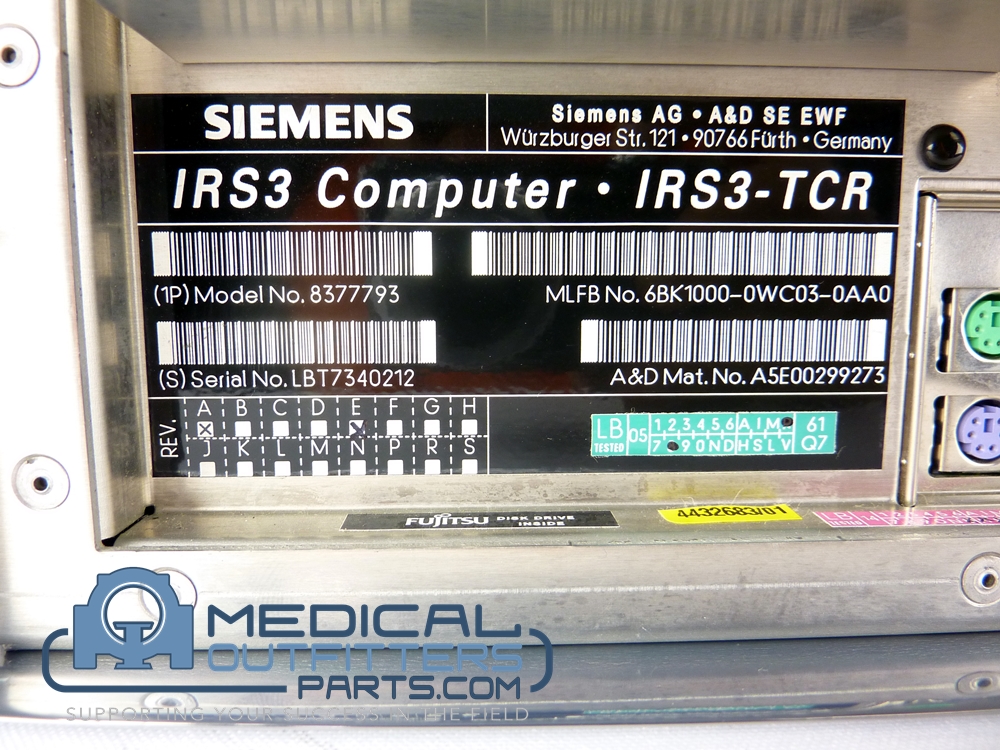 SIEMENS
Siemens AG • A&D SE EWF
Würzburger Str. 121 • 90766 Fürth • Germany
IRS3 Computer • IRS3-TCR
(1P) Model No. 8377793
MLFB No. 6BK1000-0WC03-0AA0
(S) Serial No. LBT7340212
A&D Mat. No. A5E00299273
REV.
A B C D E F G H
J K L M N P R S
LB TESTED 05
1 2 3 4 5 6 A J M
7 9 0 N D H S L V
61
Q7
FUJITSU DISK DRIVE INSIDE
4432683/01
MEDICAL
OUTFITTERS
PARTS.COM
SUPPORTING YOUR SUCCESS IN THE FIELD